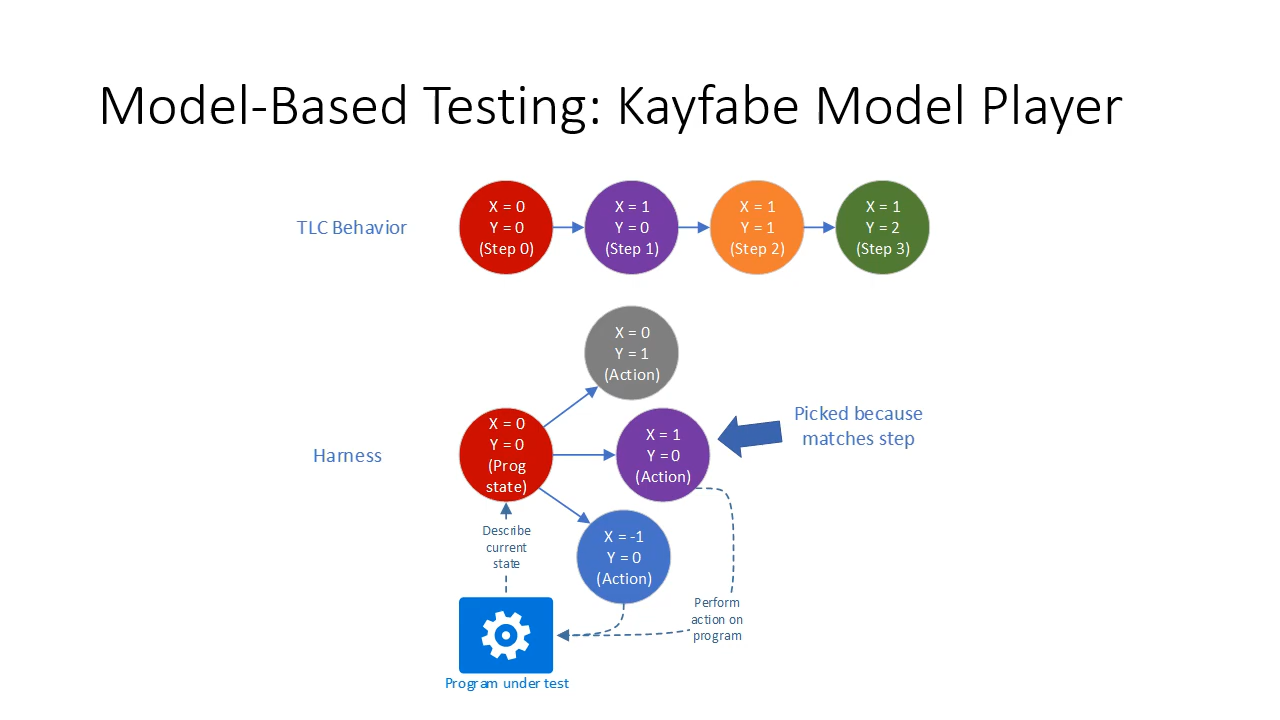 Model-Based Testing: Kayfabe Model Player
TLC Behavior
X = 0
Y = 0
(Step 0)
X = 1
Y = 0
(Step 1)
X = 1
Y = 1
(Step 2)
X = 1
Y = 2
(Step 3)
X = 0
Y = 1
(Action)
Harness
X = 0
Y = 0
(Prog
state)
X = 1
Y = 0
(Action)
Picked because
matches step
X = -1
Y = 0
(Action)
Describe
current
state
Perform
action on
program
Program under test